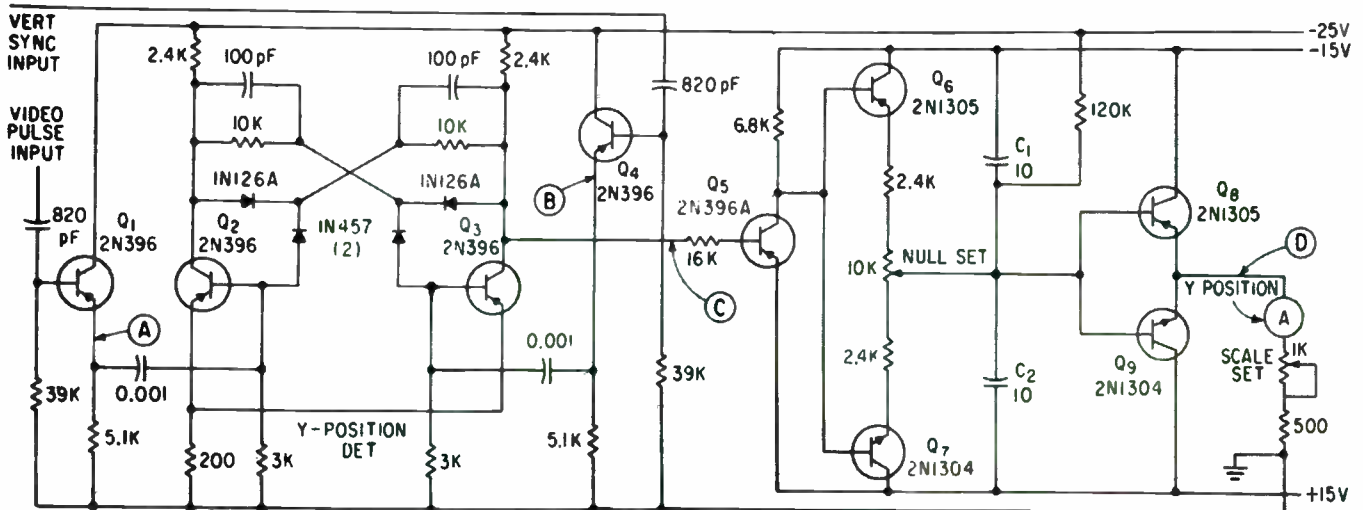 VERT
SYNC
INPUT
VIDEO
PULSE
INPUT
820
pF
Q1
2N396
A
39K
0.001
5.1K
2.4K
100 pF
10K
1N126A
Q2
2N396
200
3K
1N457
(2)
100 pF
2.4K
10K
1N126A
Q3
2N396
Y-POSITION
DET
3K
0.001
5.1K
B
Q4
2N396
820 pF
39K
C
16K
Q5
2N396A
6.8K
Q6
2N1305
2.4K
10K
NULL SET
2.4K
Q7
2N1304
C1
10
C2
10
120K
-25V
-15V
Q8
2N1305
D
Y POSITION
A
Q9
2N1304
SCALE
SET
1K
500
+15V